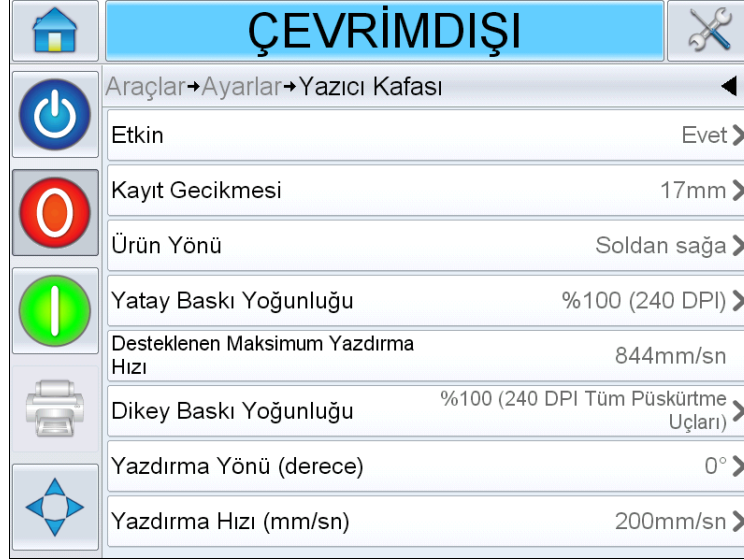 ÇEVRİMDIŞI
Araçlar→Ayarlar→Yazıcı Kafası
Etkin Evet
Kayıt Gecikmesi 17mm
Ürün Yönü Soldan sağa
Yatay Baskı Yoğunluğu %100 (240 DPI)
Desteklenen Maksimum Yazdırma
Hızı 844mm/sn
Dikey Baskı Yoğunluğu %100 (240 DPI Tüm Püskürtme
Uçları)
Yazdırma Yönü (derece) 0°
Yazdırma Hızı (mm/sn) 200mm/sn